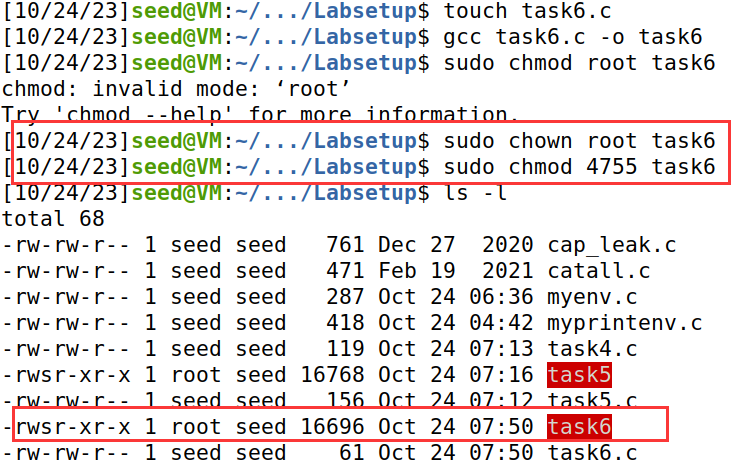 [10/24/23]seed@VM:~/.../Labsetup$ touch task6.c
[10/24/23]seed@VM:~/.../Labsetup$ gcc task6.c -o task6
[10/24/23]seed@VM:~/.../Labsetup$ sudo chmod root task6
chmod: invalid mode: ‘root’
Try 'chmod --help' for more information.
[10/24/23]seed@VM:~/.../Labsetup$ sudo chown root task6
[10/24/23]seed@VM:~/.../Labsetup$ sudo chmod 4755 task6
[10/24/23]seed@VM:~/.../Labsetup$ ls -l
total 68
-rw-rw-r-- 1 seed seed   761 Dec 27  2020 cap_leak.c
-rw-rw-r-- 1 seed seed   471 Feb 19  2021 catall.c
-rw-rw-r-- 1 seed seed   287 Oct 24 06:36 myenv.c
-rw-rw-r-- 1 seed seed   418 Oct 24 04:42 myprintenv.c
-rw-rw-r-- 1 seed seed   119 Oct 24 07:13 task4.c
-rwsr-xr-x 1 root seed 16768 Oct 24 07:16 task5
-rw-rw-r-- 1 seed seed   156 Oct 24 07:12 task5.c
-rwsr-xr-x 1 root seed 16696 Oct 24 07:50 task6
-rw-rw-r-- 1 seed seed    61 Oct 24 07:50 task6.c